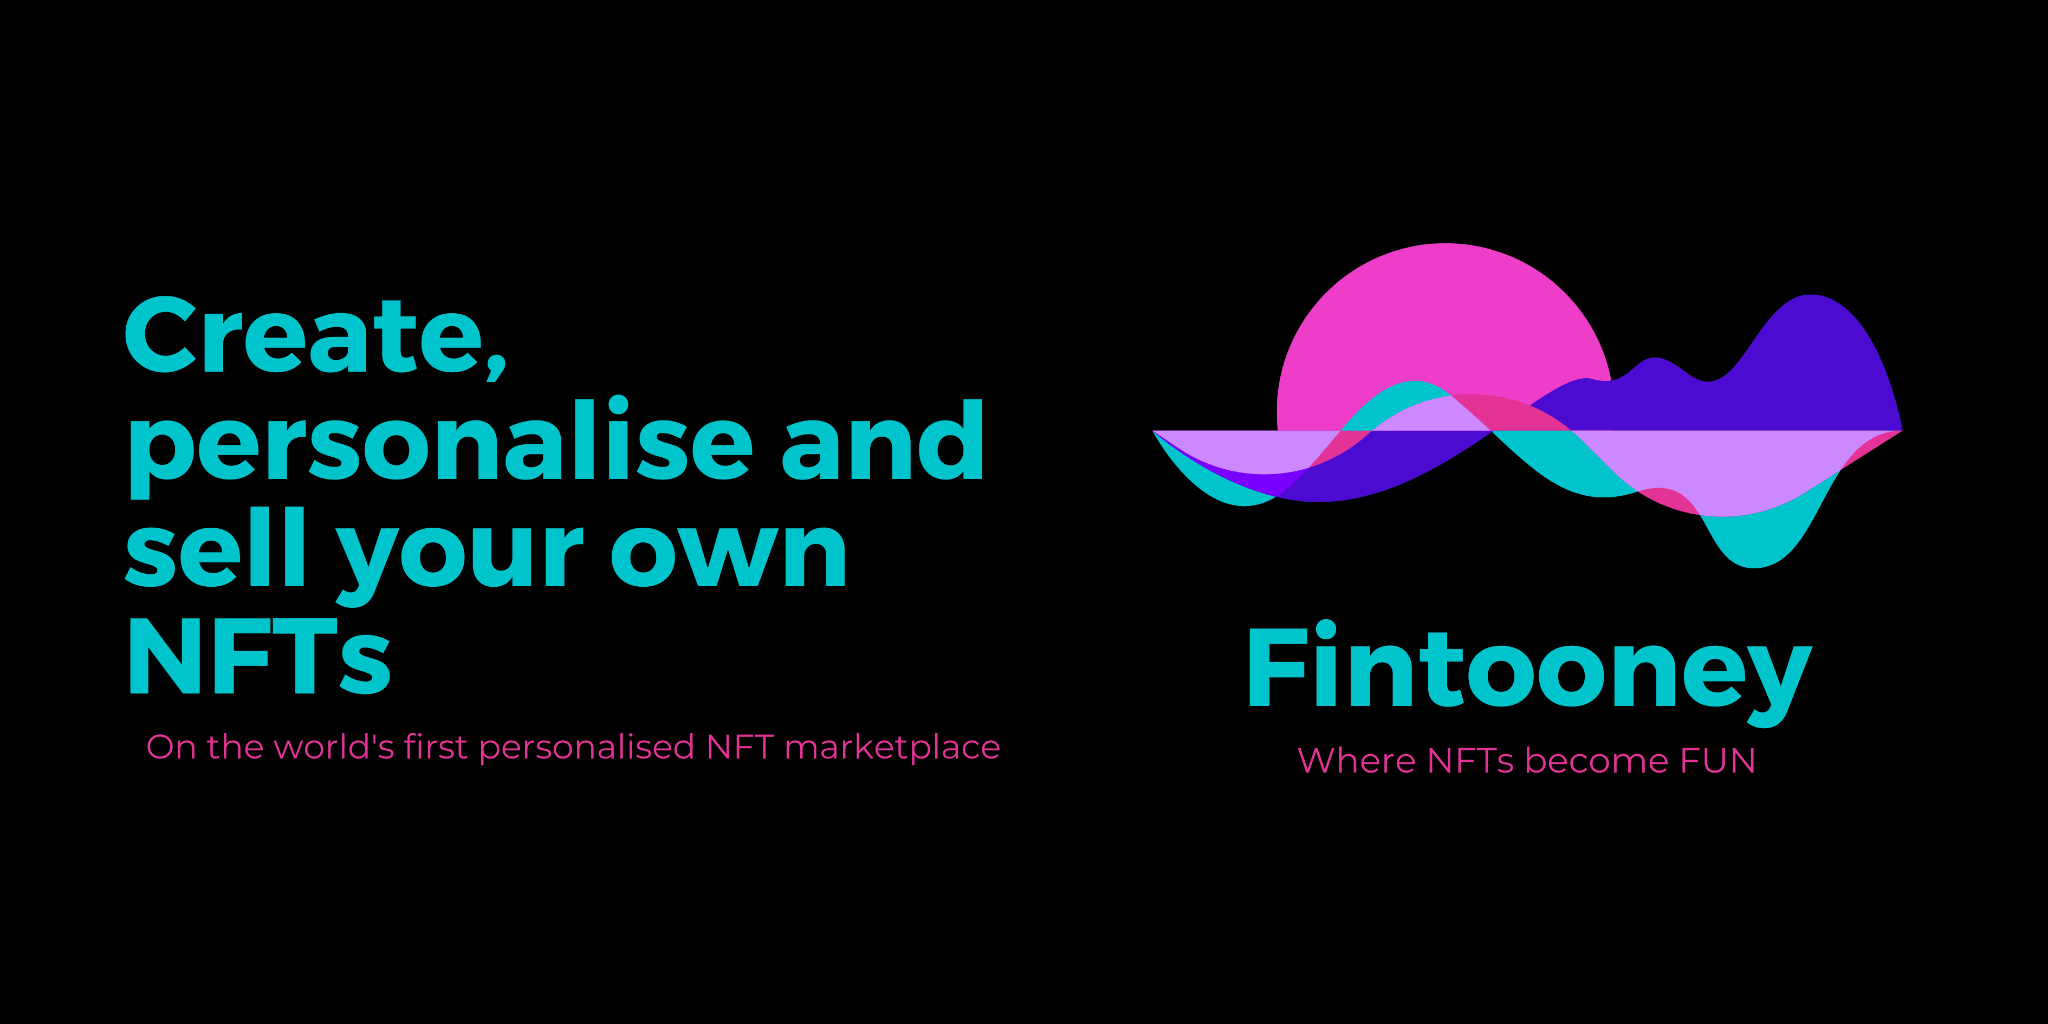 Create,
personalise and
sell your own
NFTs
On the world's first personalised NFT marketplace
Fintooney
Where NFTs become FUN